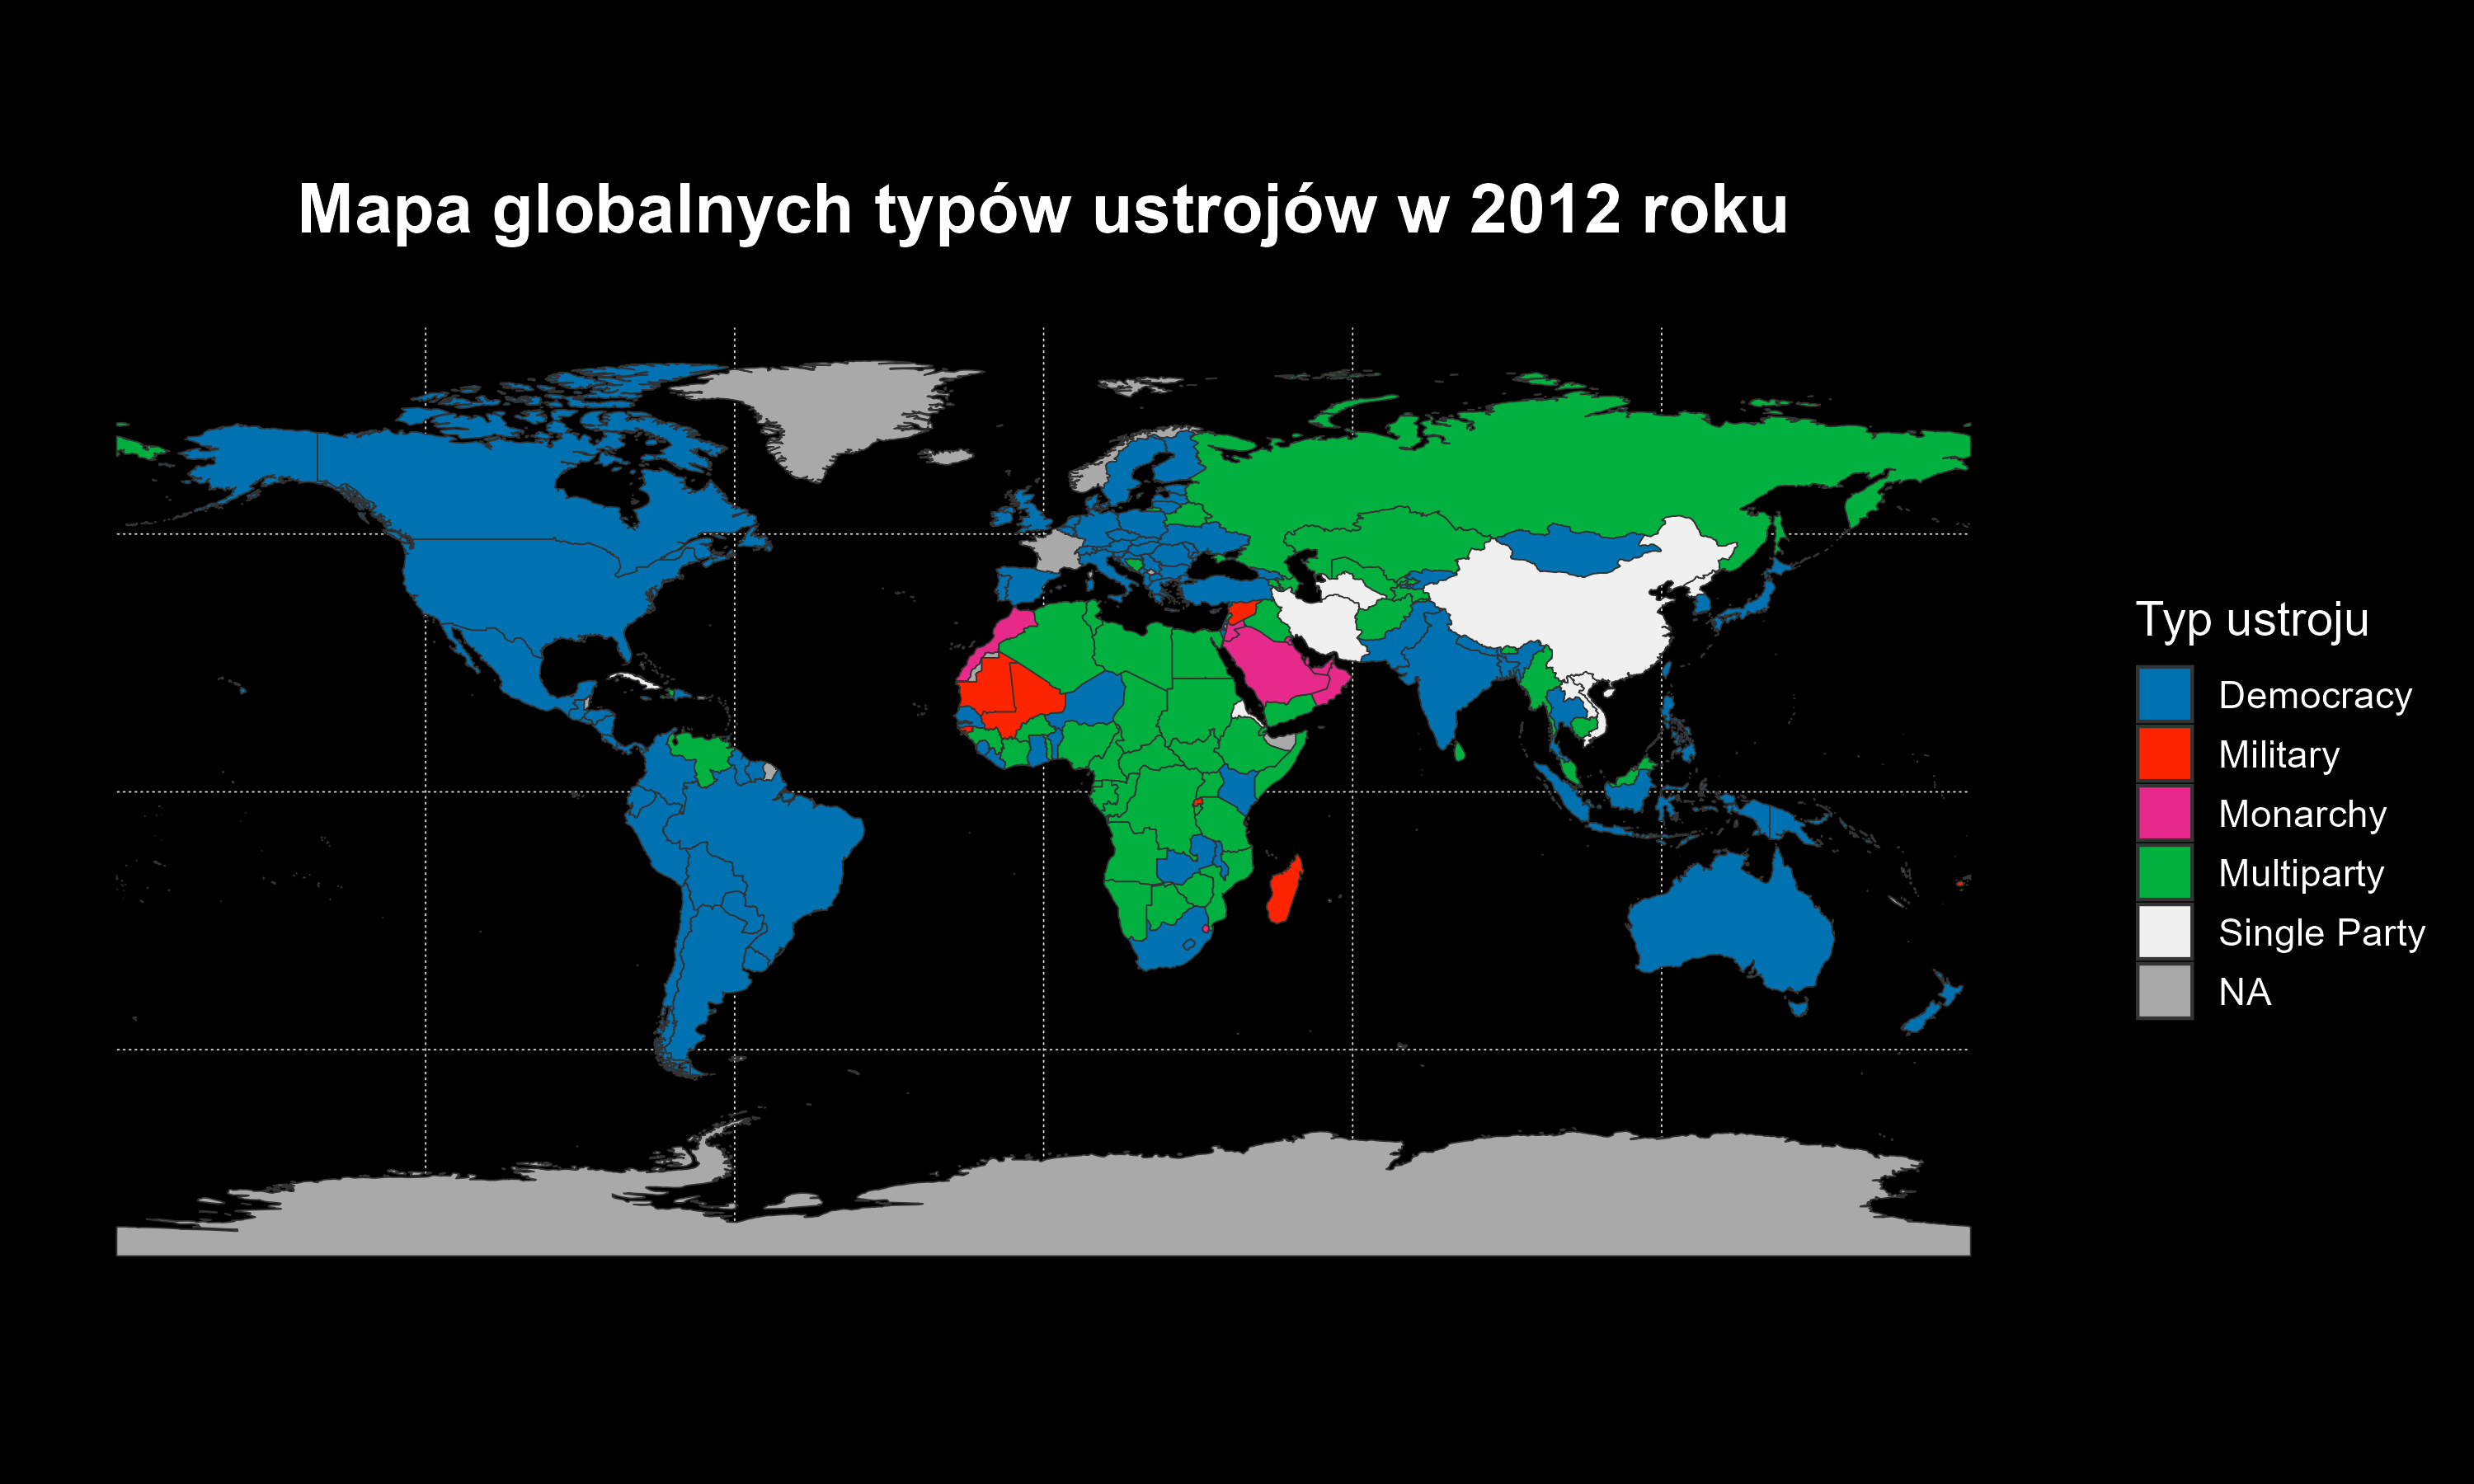 Mapa globalnych typów ustrojów w 2012 roku
Typ ustroju
Democracy
Military
Monarchy
Multiparty
Single Party
NA